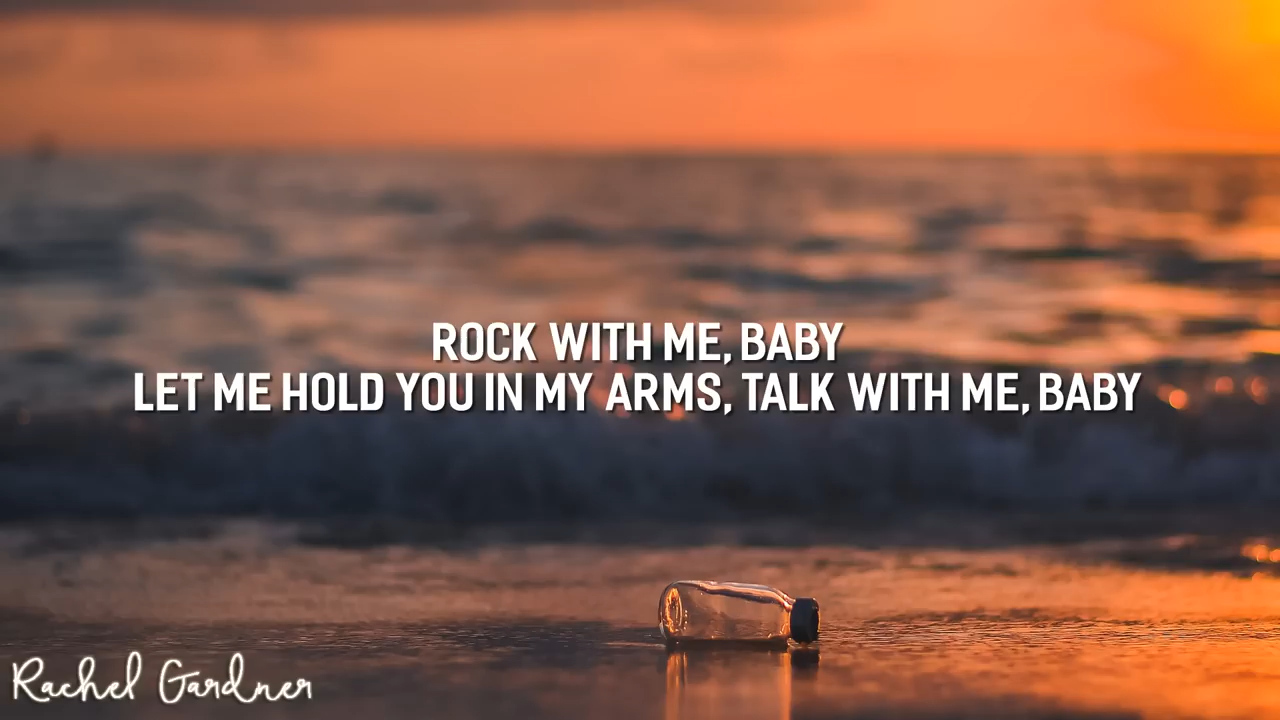 ROCK WITH ME, BABY
LET ME HOLD YOU IN MY ARMS, TALK WITH ME, BABY
Rachel Gardner